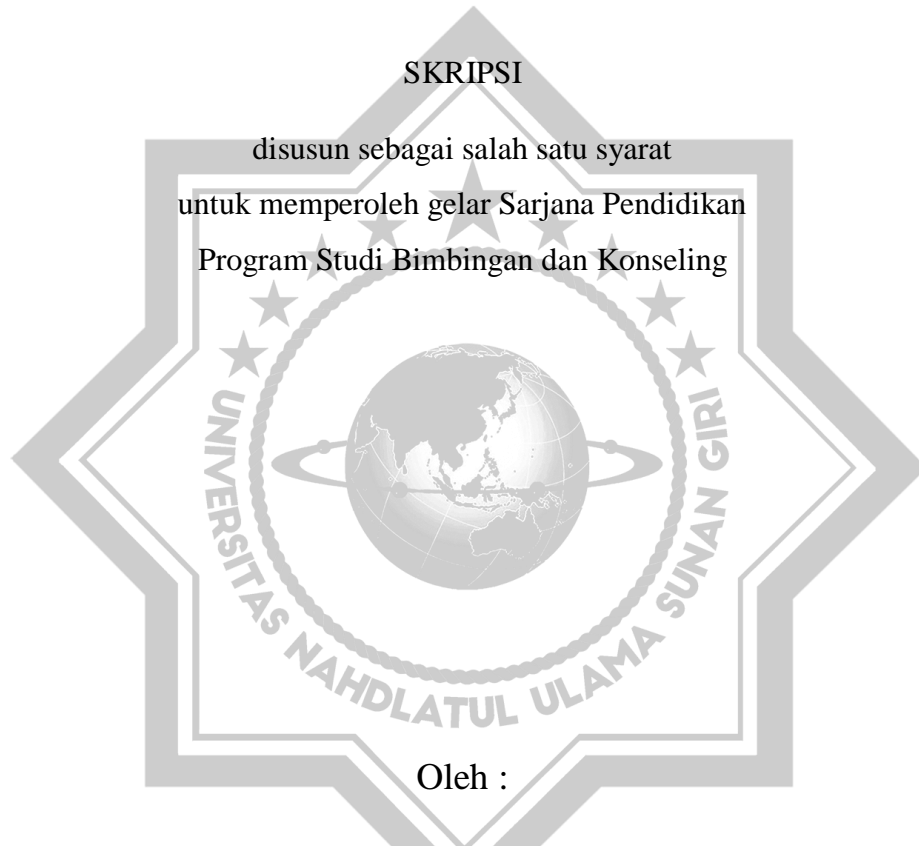 SKRIPSI
disusun sebagai salah satu syarat
untuk memperoleh gelar Sarjana Pendidikan
Program Studi Bimbingan dan Konseling
UNIVERSITAS NAHDLATUL ULAMA SUNAN GIRI
Oleh :